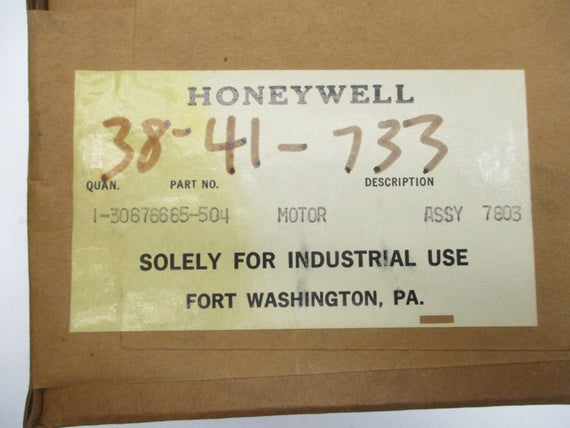 HONEYWELL
38-41-733
QUAN. PART NO. DESCRIPTION
1-30676665-504 MOTOR ASSY 7803
SOLELY FOR INDUSTRIAL USE
FORT WASHINGTON, PA.